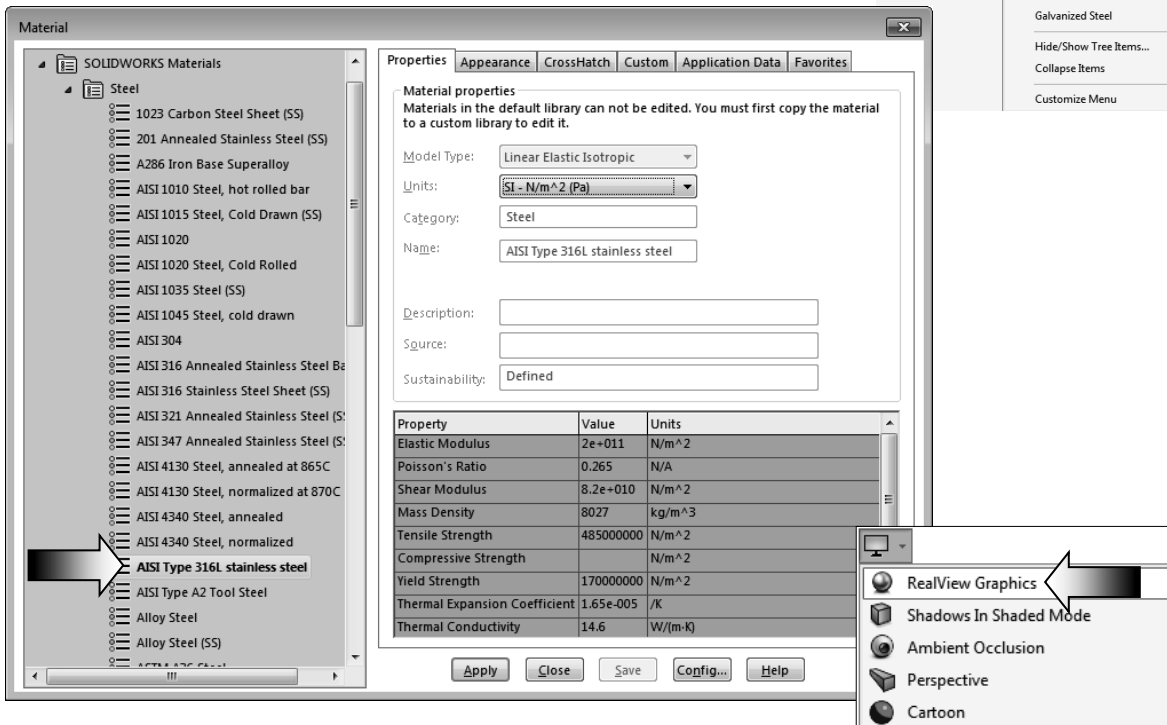 Material
SOLIDWORKS Materials
Steel
1023 Carbon Steel Sheet (SS)
201 Annealed Stainless Steel (SS)
A286 Iron Base Superalloy
AISI 1010 Steel, hot rolled bar
AISI 1015 Steel, Cold Drawn (SS)
AISI 1020
AISI 1020 Steel, Cold Rolled
AISI 1035 Steel (SS)
AISI 1045 Steel, cold drawn
AISI 304
AISI 316 Annealed Stainless Steel Ba
AISI 316 Stainless Steel Sheet (SS)
AISI 321 Annealed Stainless Steel (S
AISI 347 Annealed Stainless Steel (S
AISI 4130 Steel, annealed at 865C
AISI 4130 Steel, normalized at 870C
AISI 4340 Steel, annealed
AISI 4340 Steel, normalized
AISI Type 316L stainless steel
AISI Type A2 Tool Steel
Alloy Steel
Alloy Steel (SS)
ASTM A36 Steel
Properties Appearance CrossHatch Custom Application Data Favorites
Material properties
Materials in the default library can not be edited. You must first copy the material
to a custom library to edit it.
Model Type: Linear Elastic Isotropic
Units: SI - N/m^2 (Pa)
Category: Steel
Name: AISI Type 316L stainless steel
Description:
Source:
Sustainability: Defined
Property Value Units
Elastic Modulus 2e+011 N/m^2
Poisson's Ratio 0.265 N/A
Shear Modulus 8.2e+010 N/m^2
Mass Density 8027 kg/m^3
Tensile Strength 485000000 N/m^2
Compressive Strength N/m^2
Yield Strength 170000000 N/m^2
Thermal Expansion Coefficient 1.65e-005 /K
Thermal Conductivity 14.6 W/(m·K)
Apply Close Save Config... Help
Galvanized Steel
Hide/Show Tree Items...
Collapse Items
Customize Menu
RealView Graphics
Shadows In Shaded Mode
Ambient Occlusion
Perspective
Cartoon